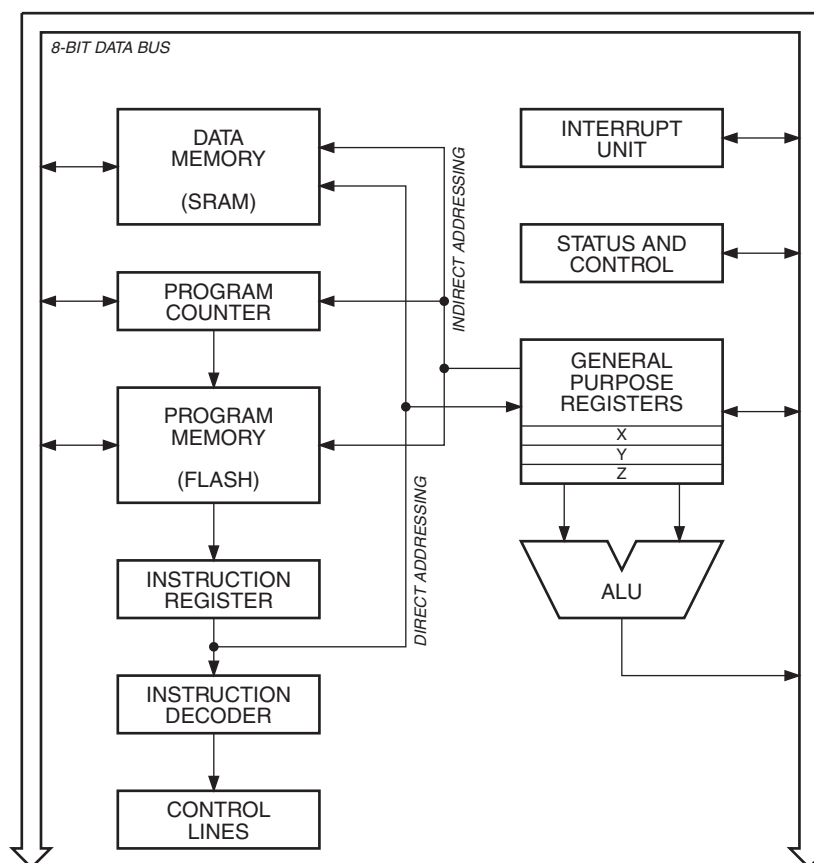 8-BIT DATA BUS
DATA
MEMORY
(SRAM)
INTERRUPT
UNIT
INDIRECT ADDRESSING
STATUS AND
CONTROL
PROGRAM
COUNTER
GENERAL
PURPOSE
REGISTERS
X
Y
Z
PROGRAM
MEMORY
(FLASH)
DIRECT ADDRESSING
INSTRUCTION
REGISTER
ALU
INSTRUCTION
DECODER
CONTROL
LINES